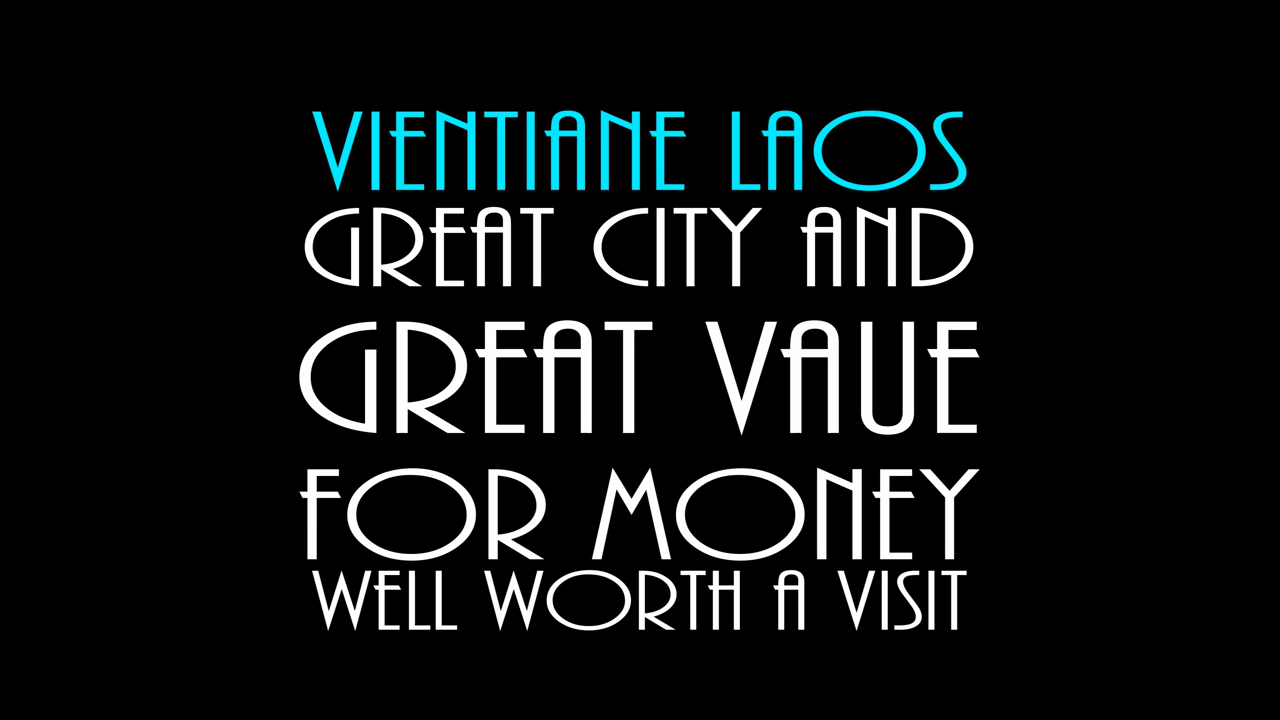 VIENTIANE LAOS
GREAT CITY AND
GREAT VAUE
FOR MONEY
WELL WORTH A VISIT